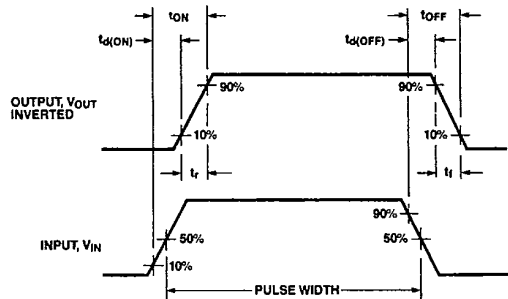 tON
tOFF
td(ON)
td(OFF)
OUTPUT, VOUT
INVERTED
90%
90%
10%
10%
tr
tf
INPUT, VIN
90%
50%
50%
10%
PULSE WIDTH